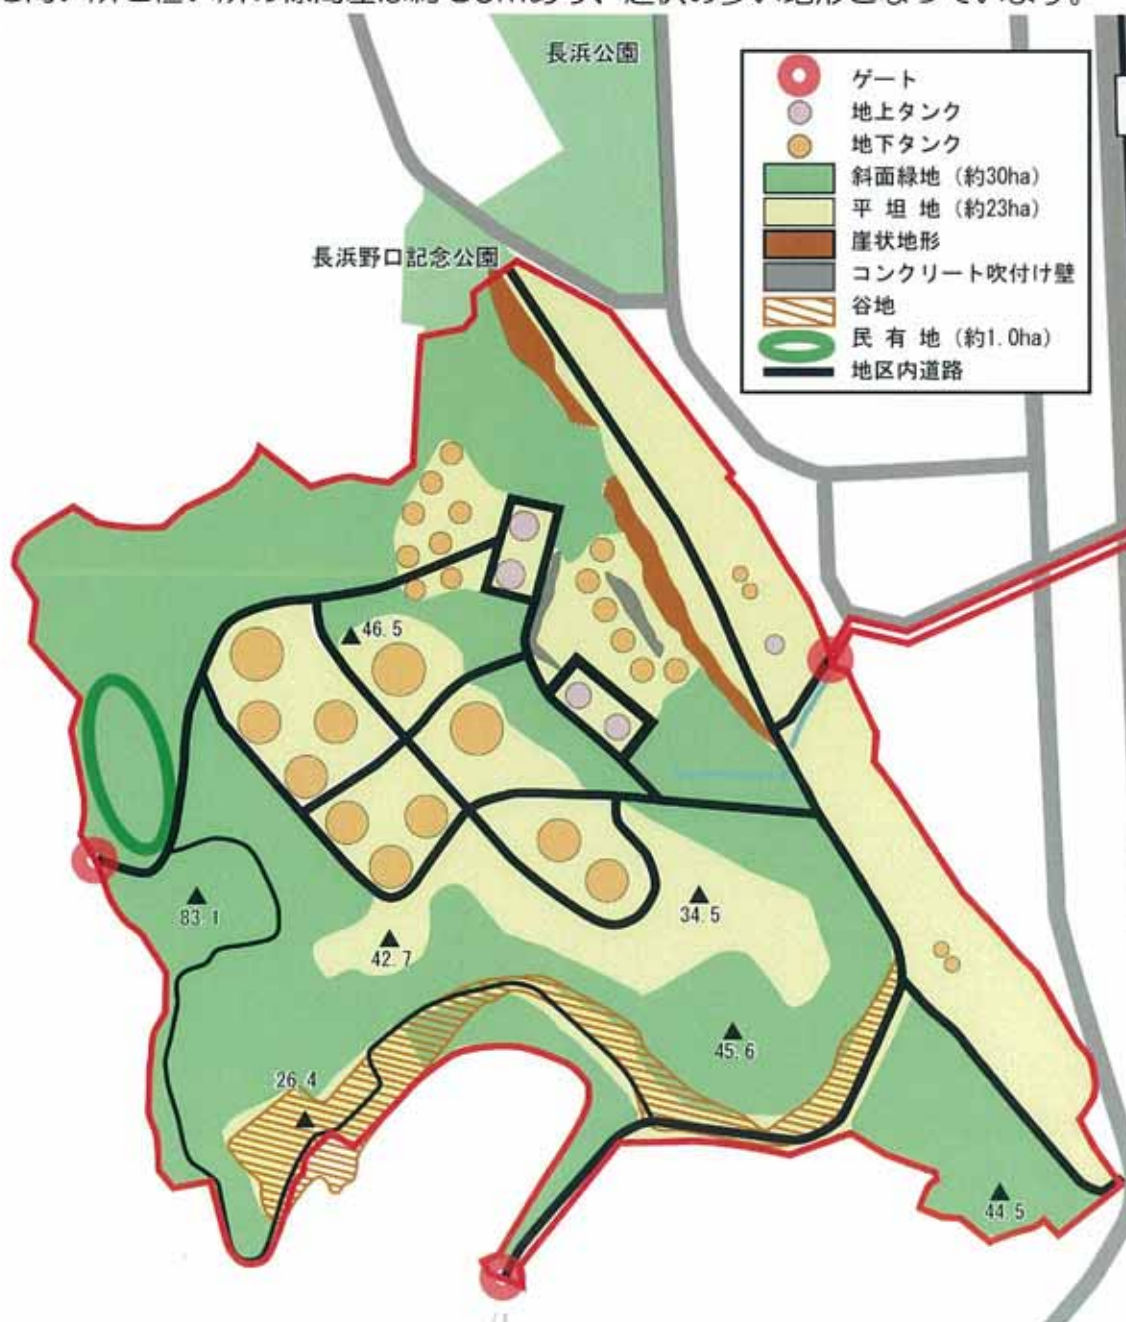 長浜公園
ゲート
地上タンク
地下タンク
斜面緑地（約30ha）
平 坦 地（約23ha）
崖状地形
コンクリート吹付け壁
谷地
民 有 地（約1.0ha）
地区内道路
長浜野口記念公園
46.5
83.1
34.5
42.7
45.6
26.4
44.5